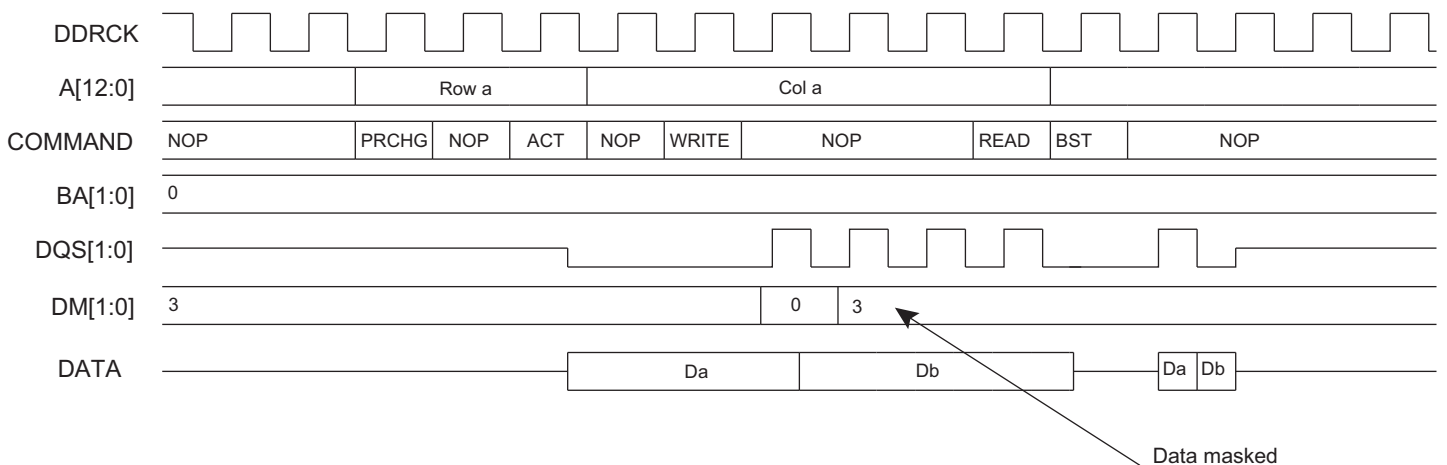 DDRCK
A[12:0] Row a Col a
COMMAND NOP PRCHG NOP ACT NOP WRITE NOP READ BST NOP
BA[1:0] 0
DQS[1:0]
DM[1:0] 3 0 3
DATA Da Db Da Db
Data masked